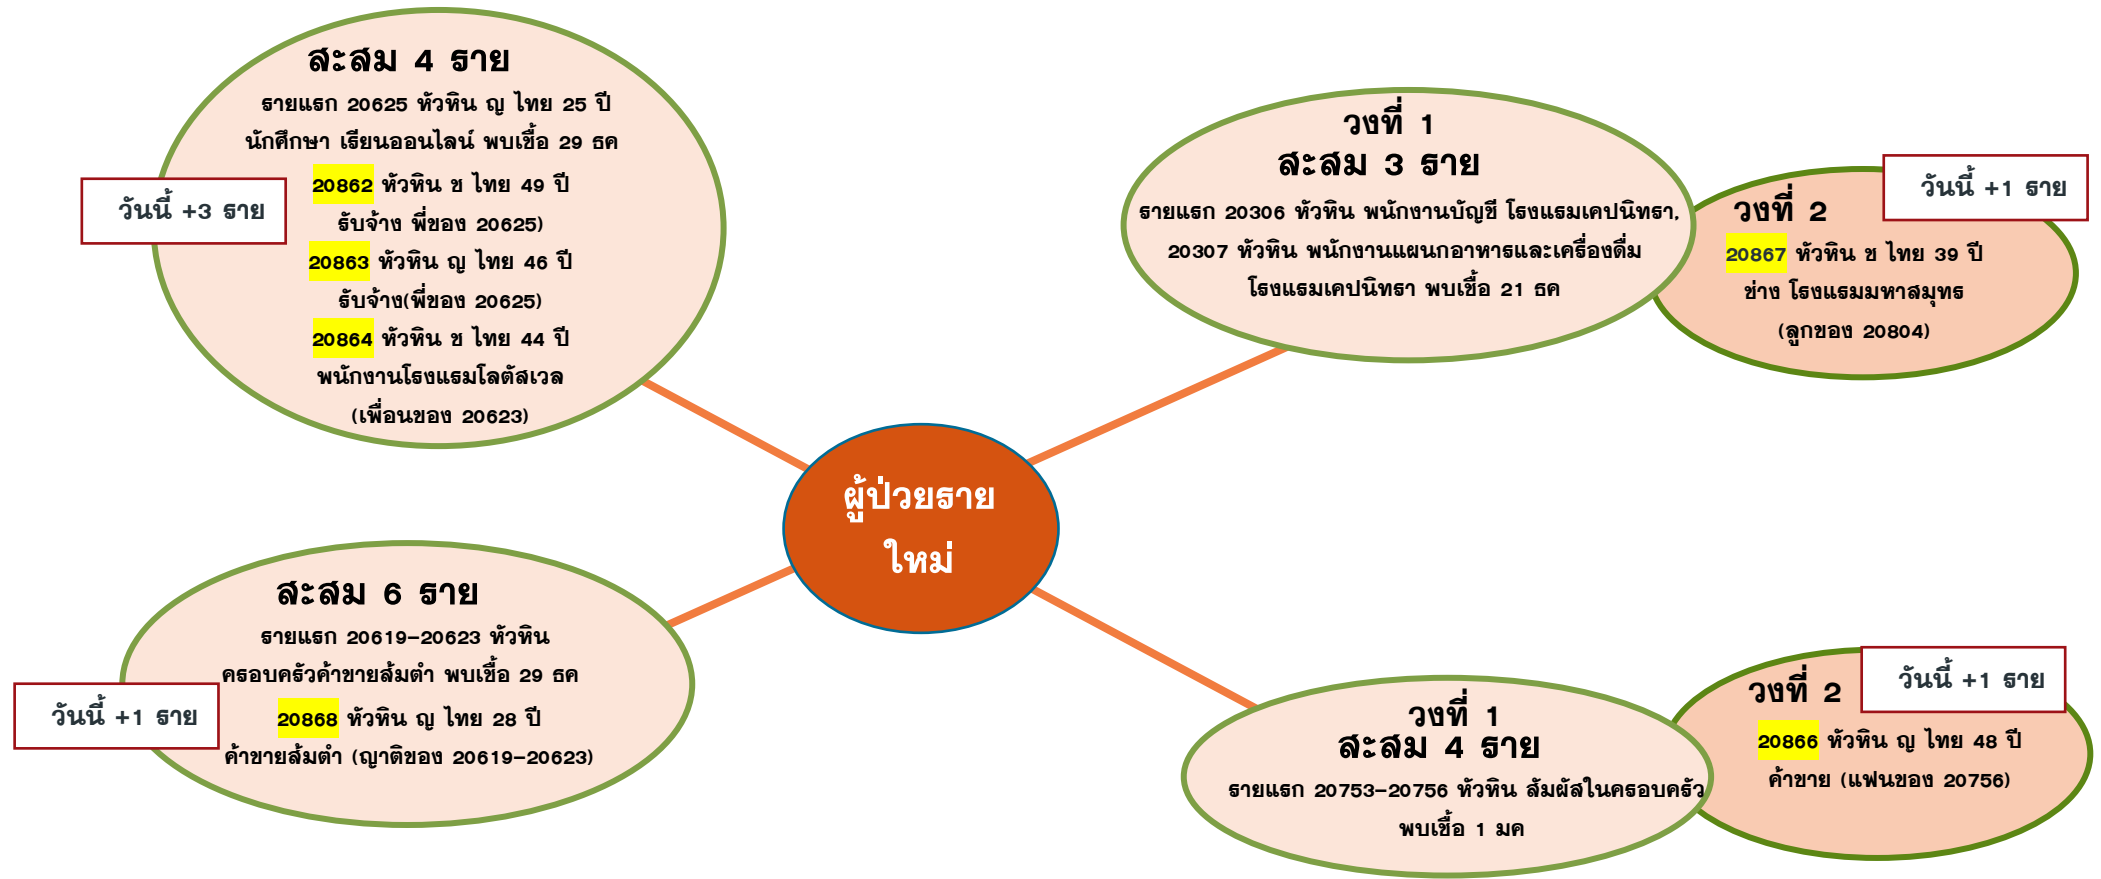 สะสม 4 ราย
รายแรก 20625 หัวหิน ญ ไทย 25 ปี
นักศึกษา เรียนออนไลน์ พบเชื้อ 29 ธค
20862 หัวหิน ช ไทย 49 ปี
รับจ้าง พี่ของ 20625)
20863 หัวหิน ญ ไทย 46 ปี
รับจ้าง(พี่ของ 20625)
20864 หัวหิน ช ไทย 44 ปี
พนักงานโรงแรมโลตัสเวล
(เพื่อนของ 20623)
วันนี้ +3 ราย
วงที่ 1
สะสม 3 ราย
รายแรก 20306 หัวหิน พนักงานบัญชี โรงแรมเคปนิทรา,
20307 หัวหิน พนักงานแผนกอาหารและเครื่องดื่ม
โรงแรมเคปนิทรา พบเชื้อ 21 ธค
วันนี้ +1 ราย
วงที่ 2
20867 หัวหิน ช ไทย 39 ปี
ช่าง โรงแรมมหาสมุทร
(ลูกของ 20804)
ผู้ป่วยราย
ใหม่
สะสม 6 ราย
รายแรก 20619-20623 หัวหิน
ครอบครัวค้าขายส้มตำ พบเชื้อ 29 ธค
20868 หัวหิน ญ ไทย 28 ปี
ค้าขายส้มตำ (ญาติของ 20619-20623)
วันนี้ +1 ราย
วงที่ 1
สะสม 4 ราย
รายแรก 20753-20756 หัวหิน สัมผัสในครอบครัว
พบเชื้อ 1 มค
วันนี้ +1 ราย
วงที่ 2
20866 หัวหิน ญ ไทย 48 ปี
ค้าขาย (แฟนของ 20756)